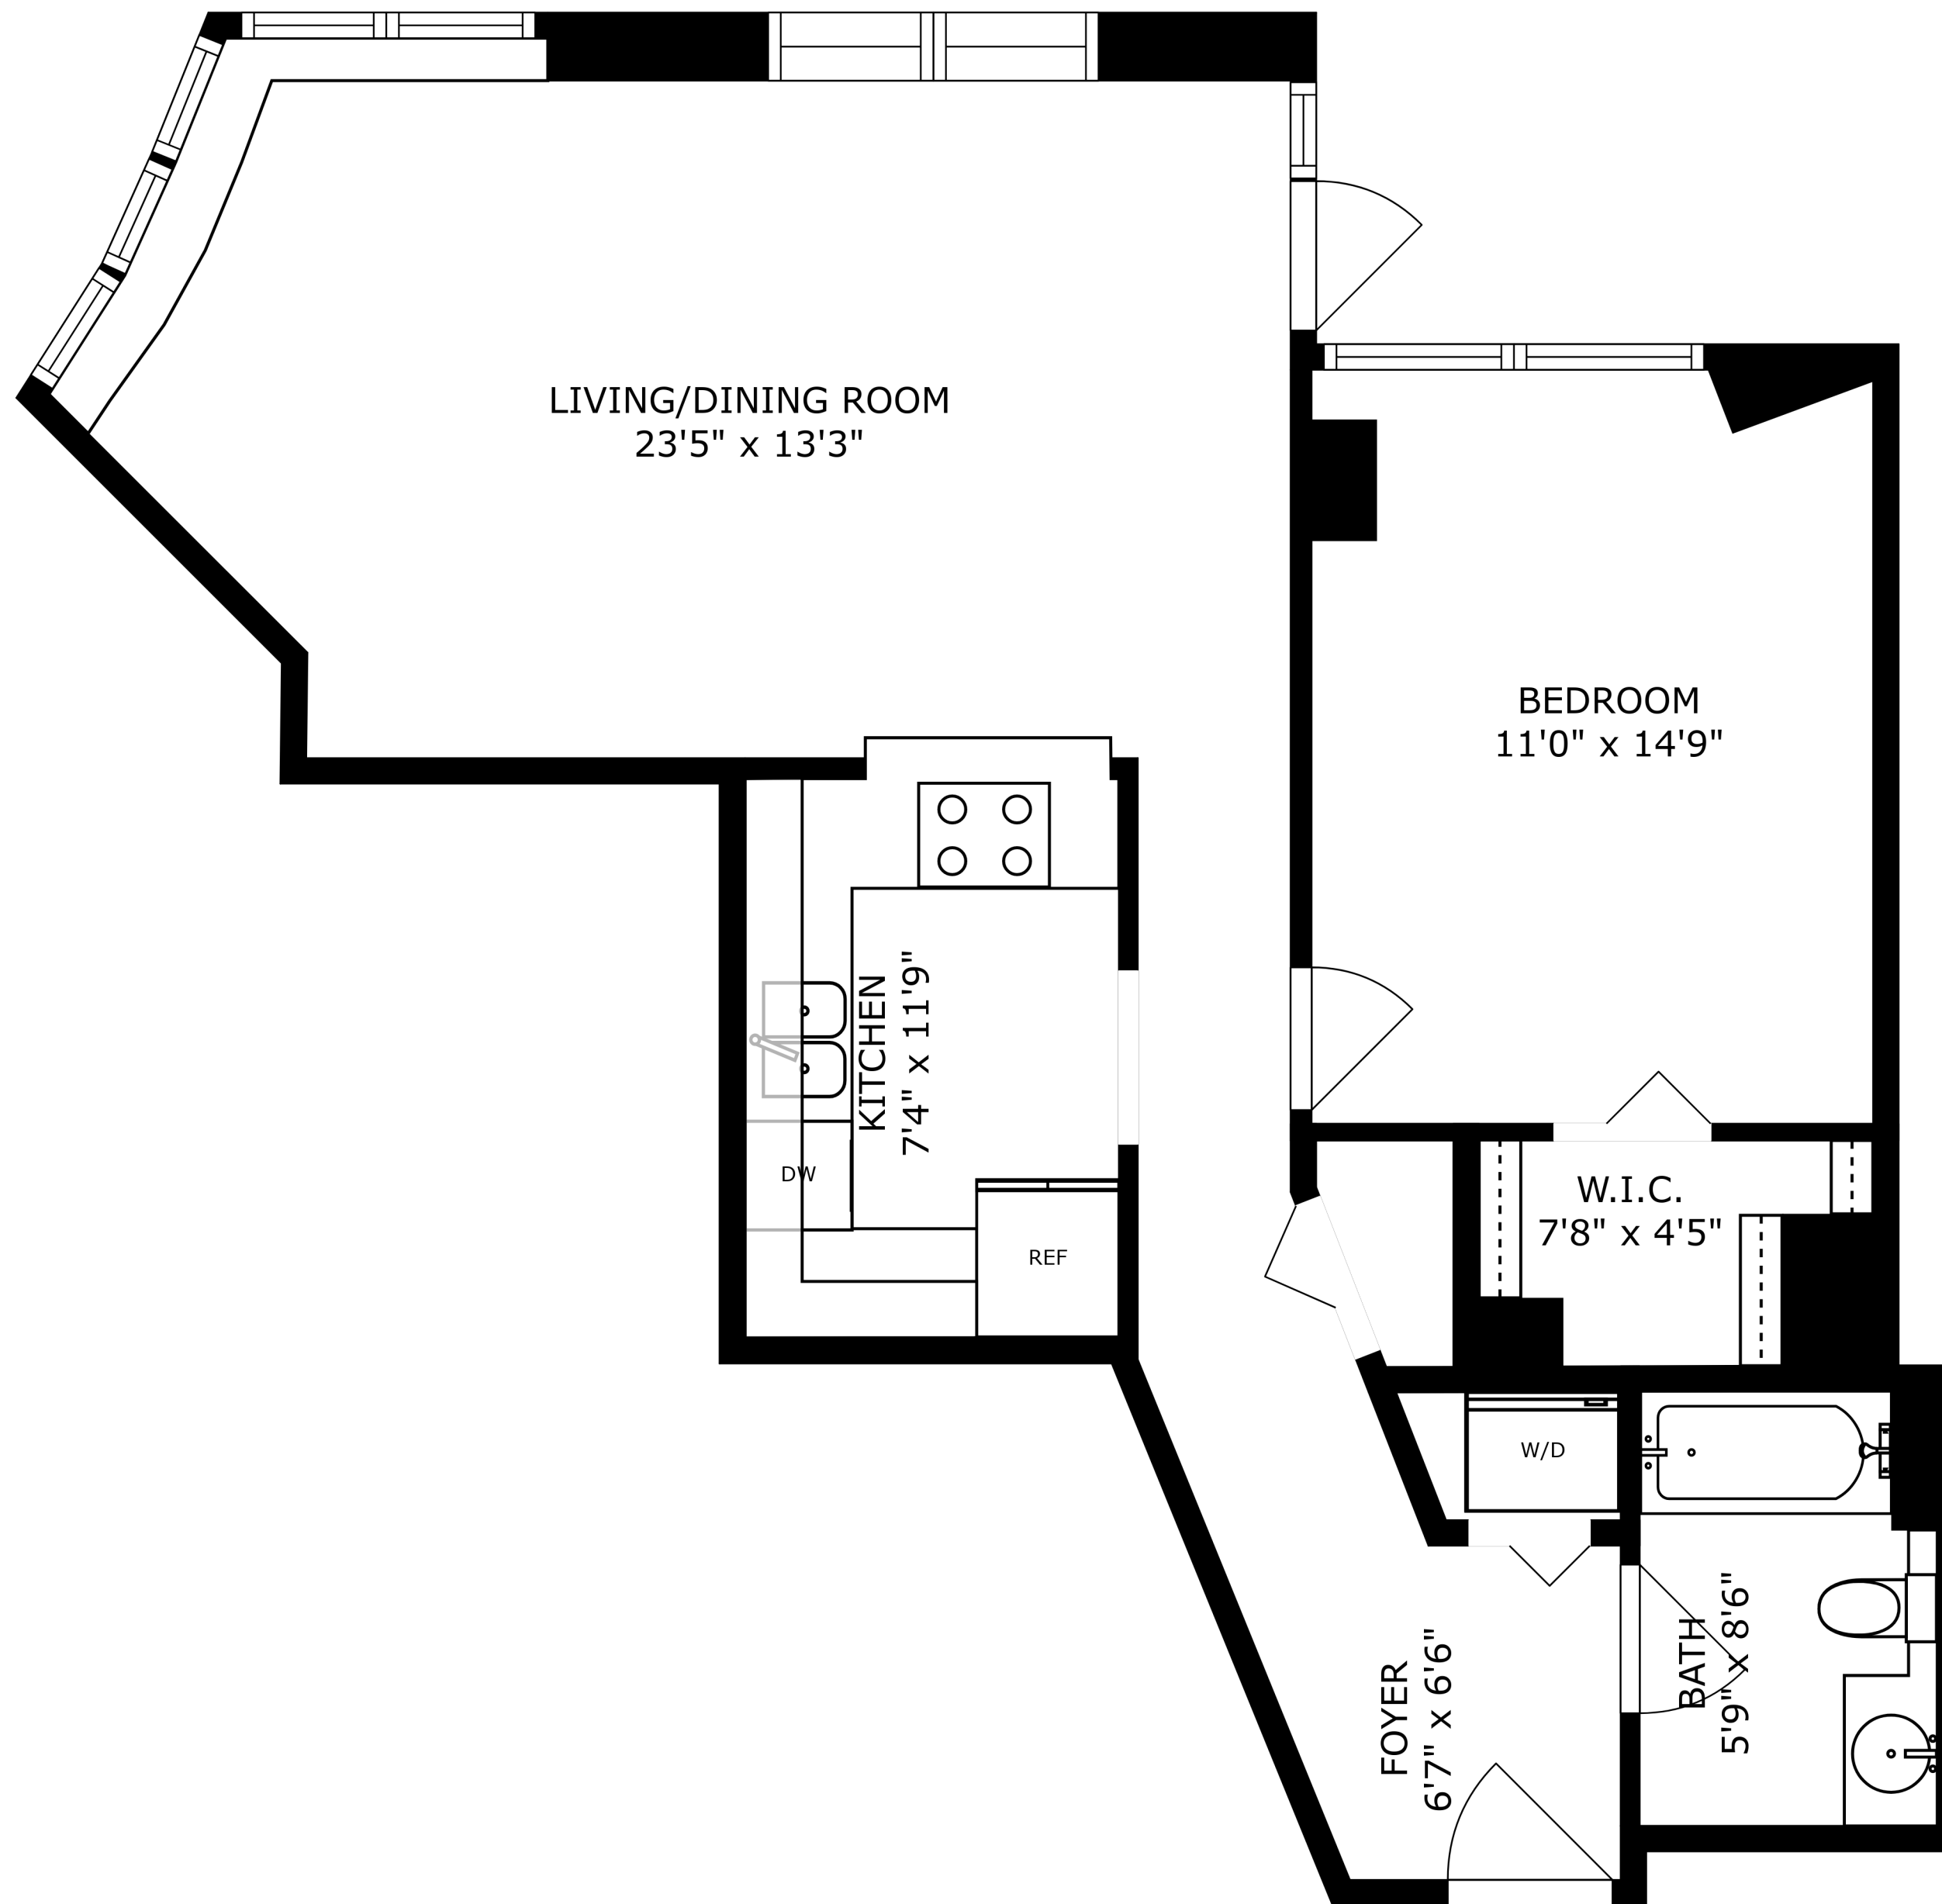 LIVING/DINING ROOM
23'5" x 13'3"
BEDROOM
11'0" x 14'9"
KITCHEN
7'4" x 11'9"
DW
REF
W.I.C.
7'8" x 4'5"
W/D
BATH
5'9" x 8'6"
FOYER
6'7" x 6'6"